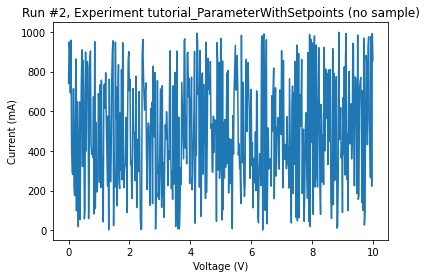 Run #2, Experiment tutorial_ParameterWithSetpoints (no sample)
1000
800
600
400
200
0
Current (mA)
0 2 4 6 8 10
Voltage (V)